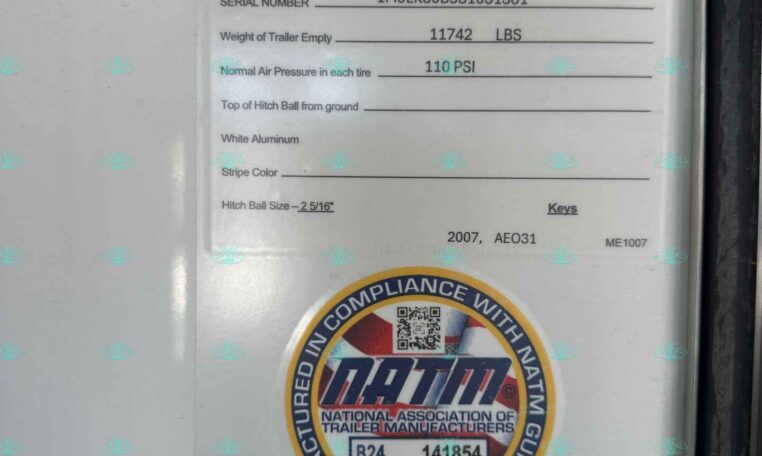 SERIAL NUMBER
Weight of Trailer Empty 11742 LBS
Normal Air Pressure in each tire 110 PSI
Top of Hitch Ball from ground
White Aluminum
Stripe Color
Hitch Ball Size – 2 5/16" Keys
2007, AEO31 ME1007
IN COMPLIANCE WITH NATM
NATM ©
NATIONAL ASSOCIATION OF
TRAILER MANUFACTURERS
B24 141854